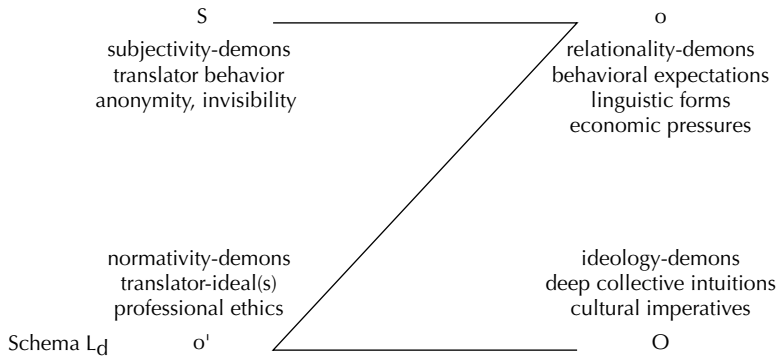 S
subjectivity-demons
translator behavior
anonymity, invisibility
o
relationality-demons
behavioral expectations
linguistic forms
economic pressures
normativity-demons
translator-ideal(s)
professional ethics
o'
ideology-demons
deep collective intuitions
cultural imperatives
O
Schema Ld